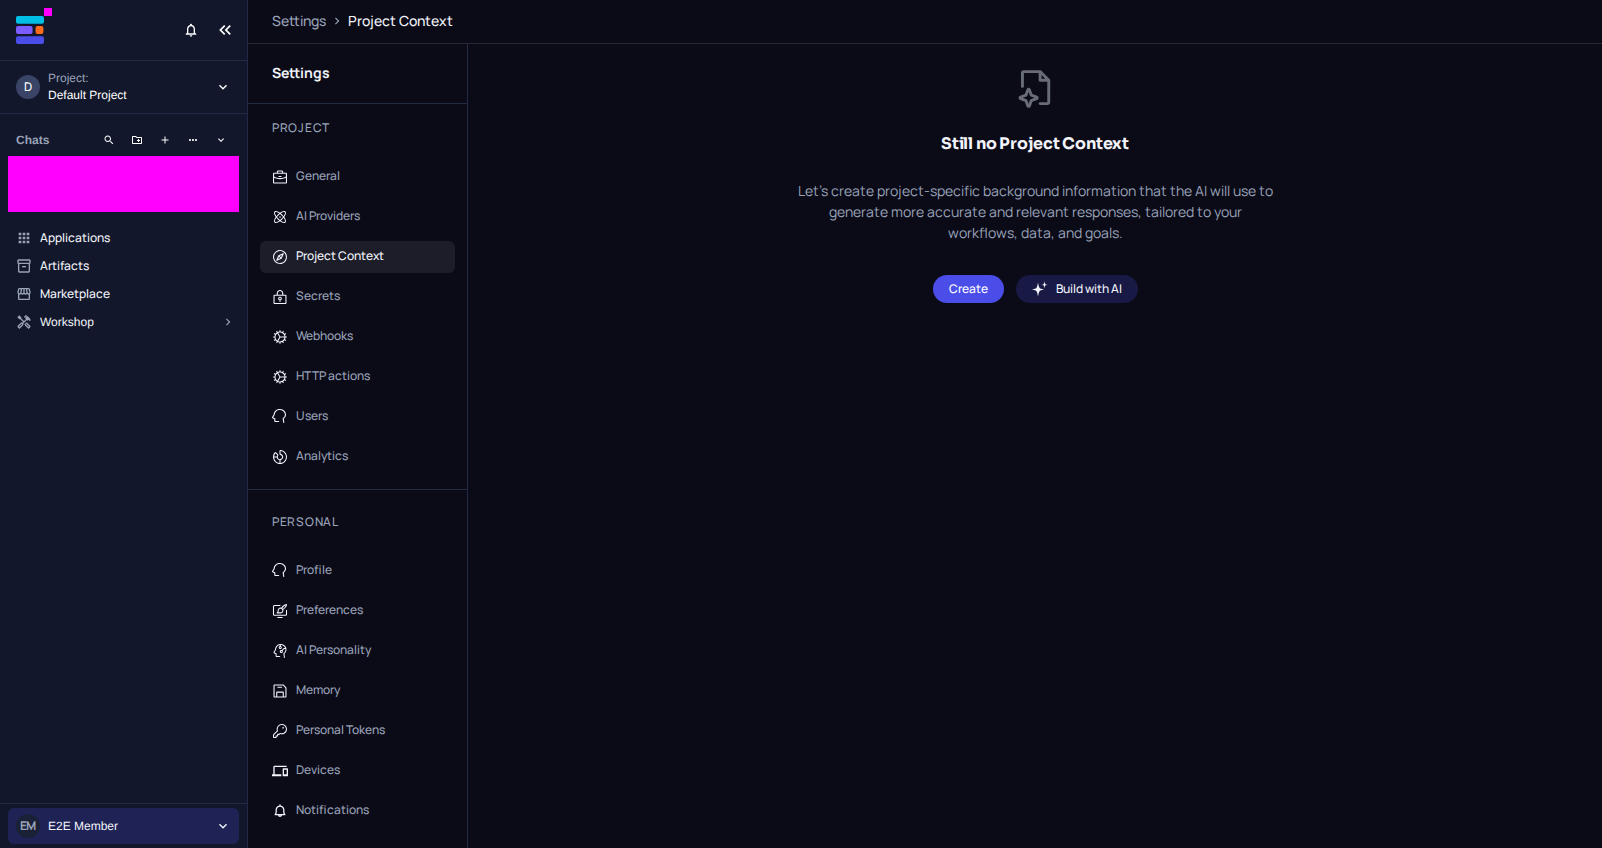 Settings > Project Context
D
Project:
Default Project
Chats
Applications
Artifacts
Marketplace
Workshop
EM
E2E Member
Settings
PROJECT
General
AI Providers
Project Context
Secrets
Webhooks
HTTP actions
Users
Analytics
PERSONAL
Profile
Preferences
AI Personality
Memory
Personal Tokens
Devices
Notifications
Still no Project Context
Let's create project-specific background information that the AI will use to
generate more accurate and relevant responses, tailored to your
workflows, data, and goals.
Create
Build with AI